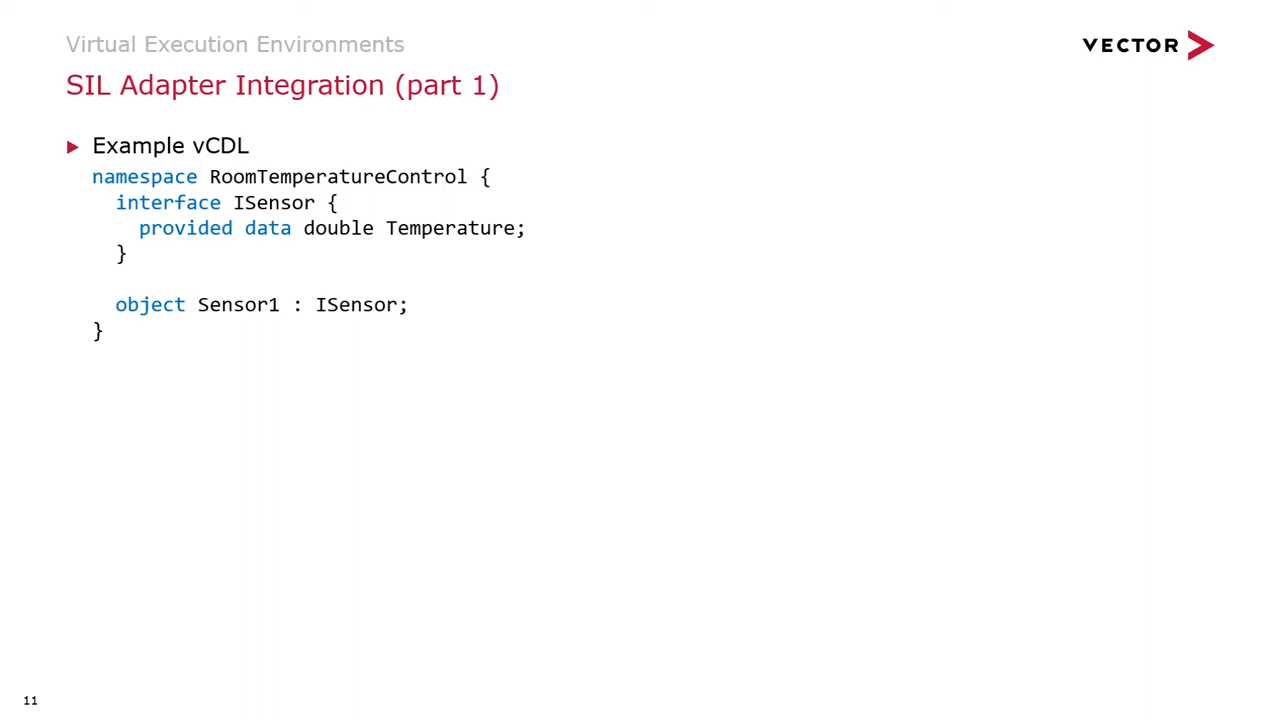 Virtual Execution Environments
VECTOR
SIL Adapter Integration (part 1)
Example vCDL
namespace RoomTemperatureControl {
interface ISensor {
provided data double Temperature;
}
object Sensor1 : ISensor;
}
11